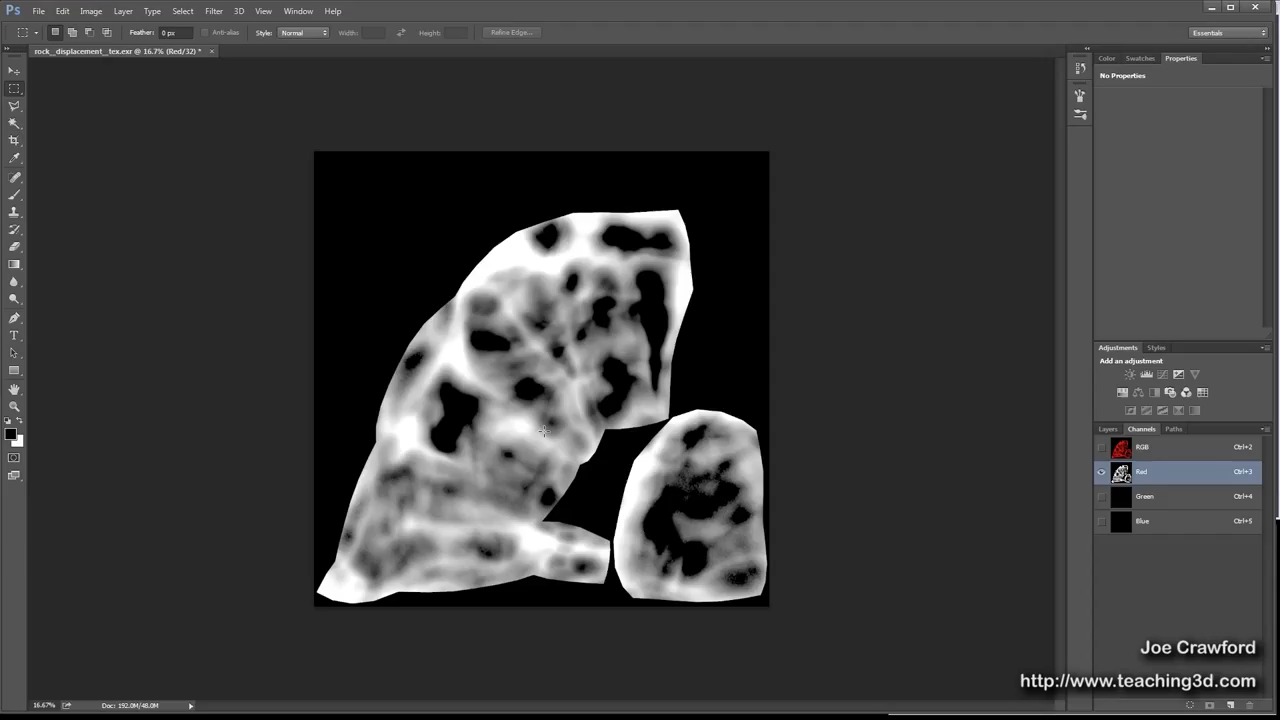 Ps File Edit Image Layer Type Select Filter 3D View Window Help
Feather: 0 px Anti-alias Style: Normal Width: Height: Refine Edge... Essentials
rock_displacement_tex.exr @ 16.7% (Red/32) * ×
Color Swatches Properties
No Properties
Adjustments Styles
Add an adjustment
Layers Channels Paths
RGB Ctrl+2
Red Ctrl+3
Green Ctrl+4
Blue Ctrl+5
Joe Crawford
http://www.teaching3d.com
16.67% Doc: 192.0M/48.0M